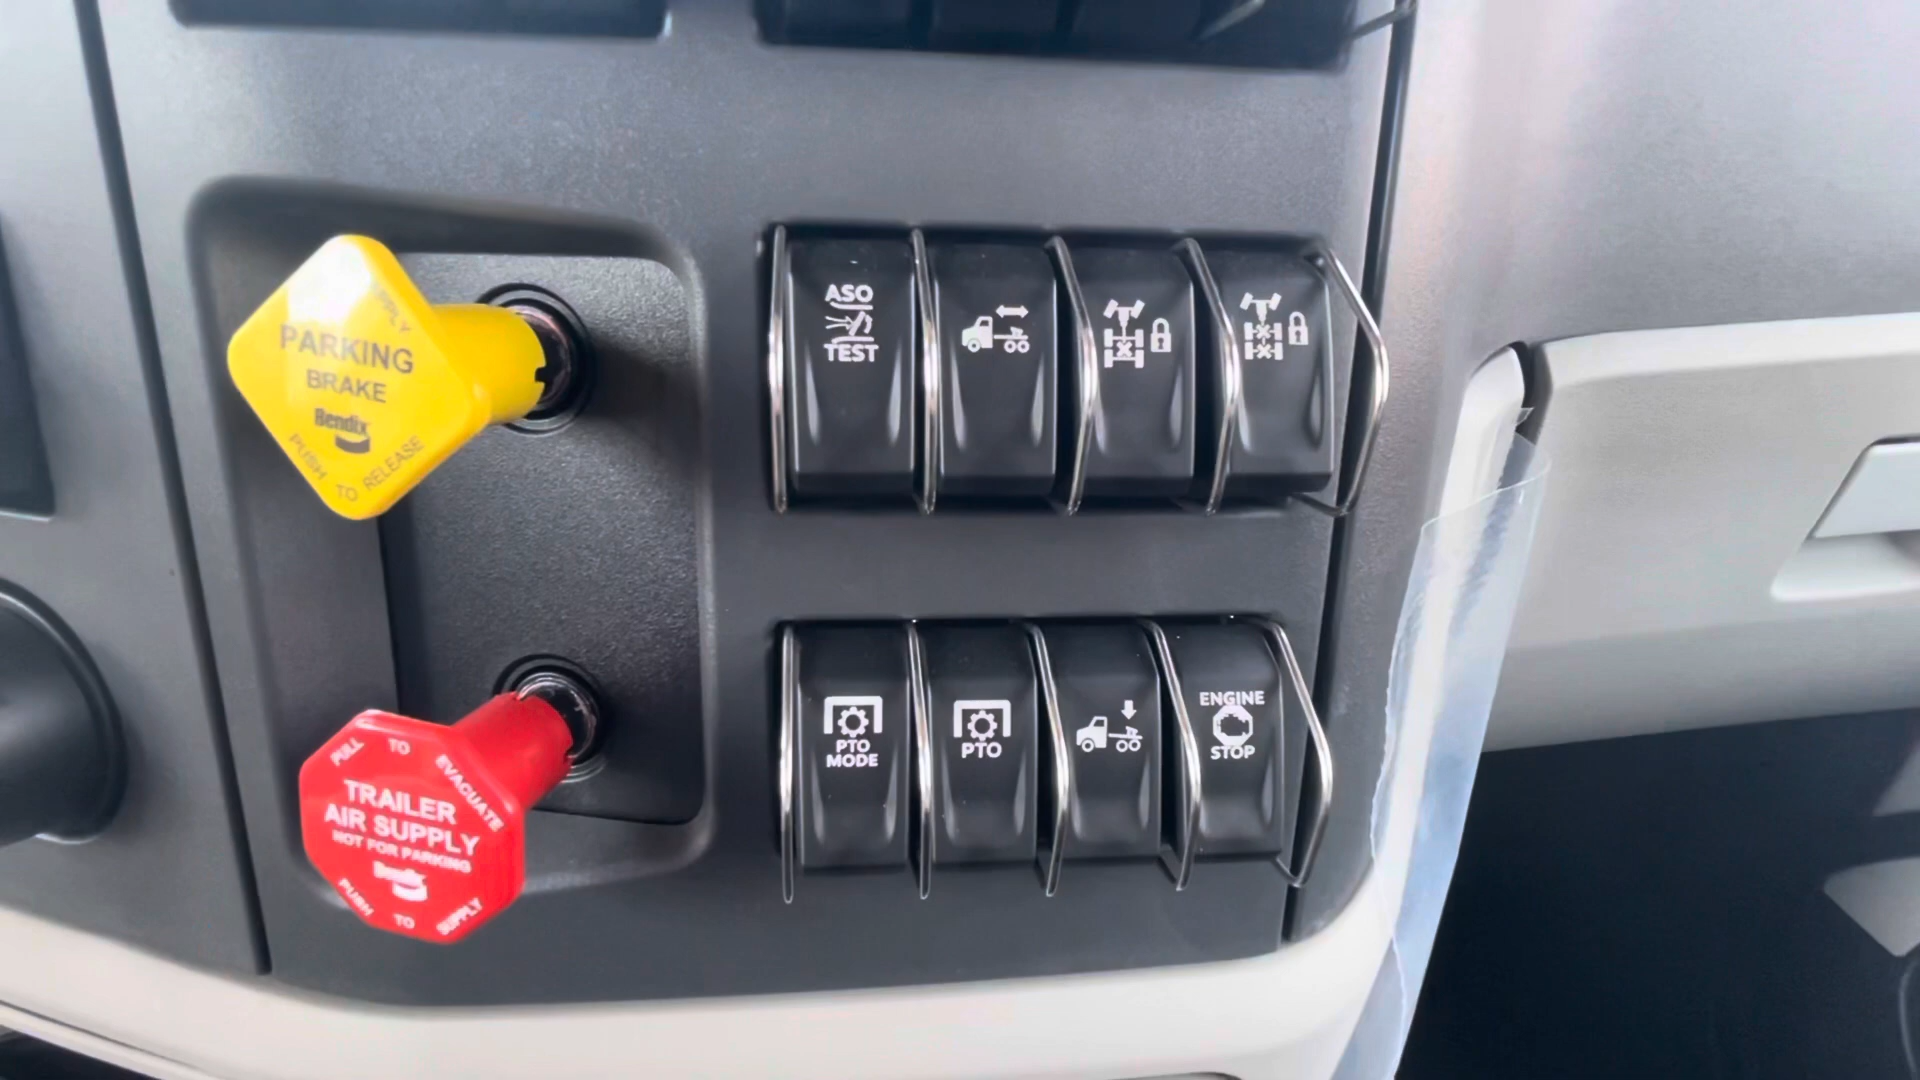 PARKING
BRAKE
Bendix
PUSH TO RELEASE
PULL TO EVACUATE
TRAILER
AIR SUPPLY
NOT FOR PARKING
Bendix
PUSH TO SUPPLY
ASO
TEST
PTO
MODE
PTO
ENGINE
STOP